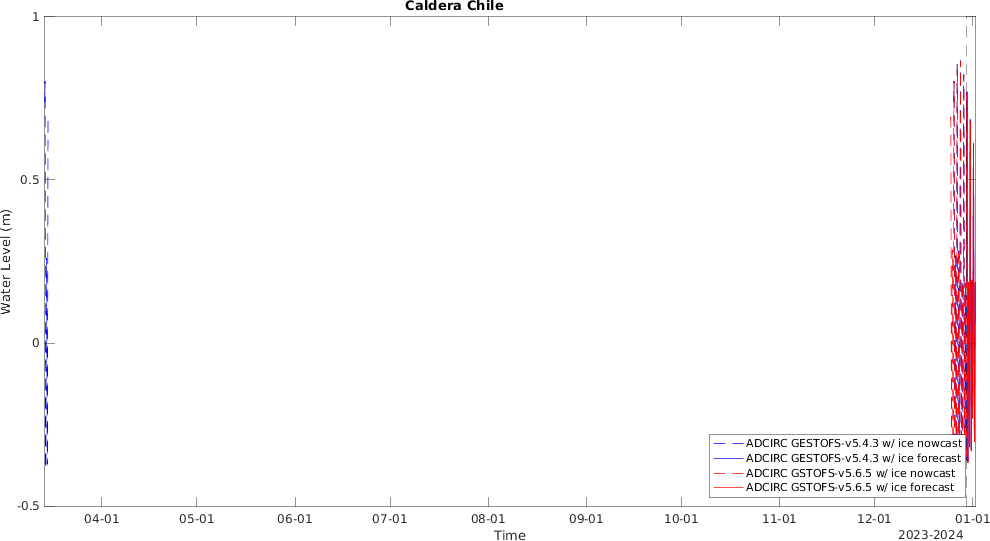 Caldera Chile
1
0.5
0
-0.5
Water Level (m)
ADCIRC GESTOFS-v5.4.3 w/ ice nowcast
ADCIRC GESTOFS-v5.4.3 w/ ice forecast
ADCIRC GSTOFS-v5.6.5 w/ ice nowcast
ADCIRC GSTOFS-v5.6.5 w/ ice forecast
04-01 05-01 06-01 07-01 08-01 09-01 10-01 11-01 12-01 01-01
Time
2023-2024